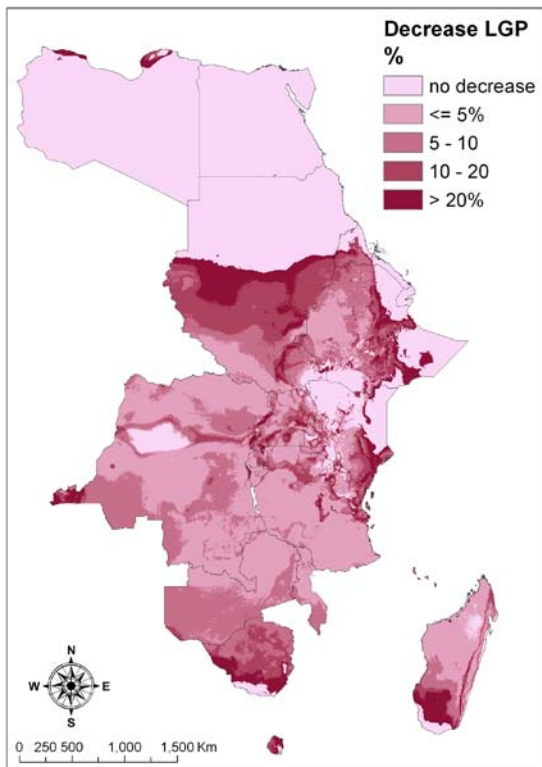 Decrease LGP
%
no decrease
<= 5%
5 - 10
10 - 20
> 20%
N
W E
S
0 250 500 1,000 1,500 Km